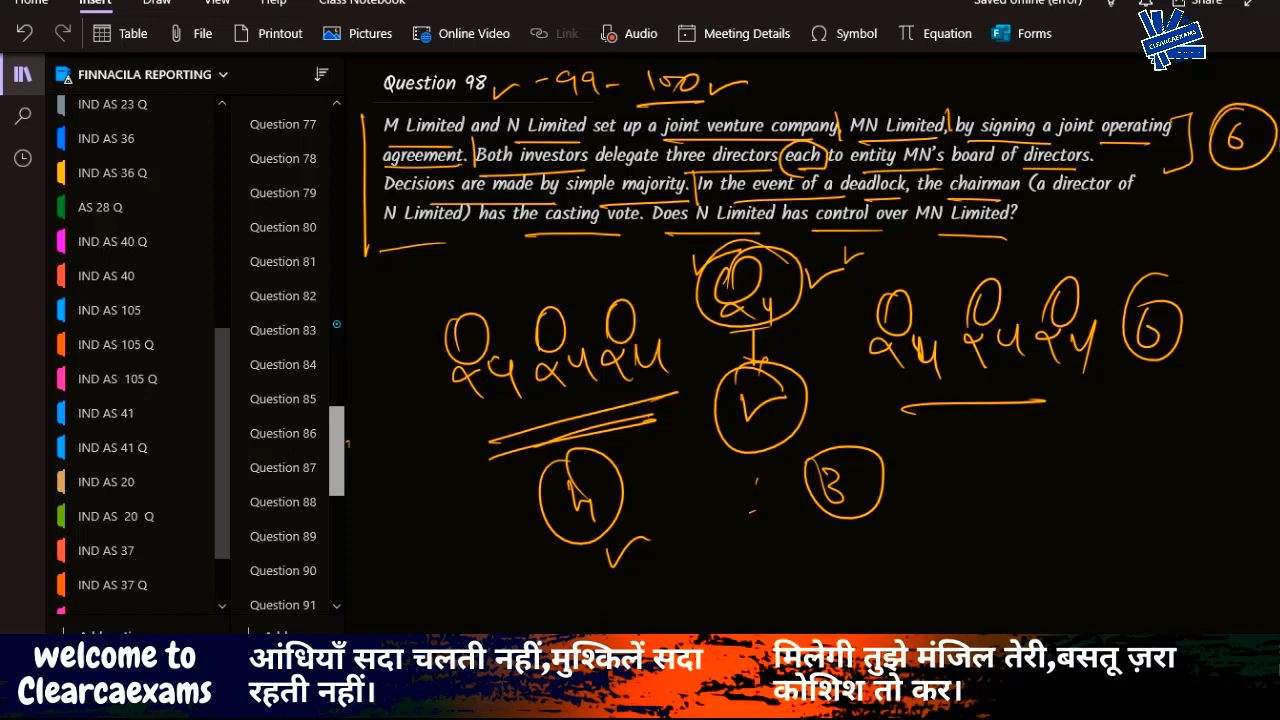 Home
Insert
Draw
View
Help
Class Notebook
Saved Online (error)
Share
Table
File
Printout
Pictures
Online Video
Link
Audio
Meeting Details
Symbol
Equation
Forms
CLEARCAEXAMS
FINNACILA REPORTING
IND AS 23 Q
IND AS 36
IND AS 36 Q
AS 28 Q
IND AS 40 Q
IND AS 40
IND AS 105
IND AS 105 Q
IND AS 105 Q
IND AS 41
IND AS 41 Q
IND AS 20
IND AS 20 Q
IND AS 37
IND AS 37 Q
Question 77
Question 78
Question 79
Question 80
Question 81
Question 82
Question 83
Question 84
Question 85
Question 86
Question 87
Question 88
Question 89
Question 90
Question 91
Question 98 - 99 - 100
M Limited and N Limited set up a joint venture company MN Limited, by signing a joint operating
agreement. Both investors delegate three directors each to entity MN's board of directors.
Decisions are made by simple majority. In the event of a deadlock, the chairman (a director of
N Limited) has the casting vote. Does N Limited has control over MN Limited?
6
3
welcome to
Clearcaexams
आंधियाँ सदा चलती नहीं,मुश्किलें सदा
रहती नहीं।
मिलेगी तुझे मंजिल तेरी,बसतू ज़रा
कोशिश तो कर।